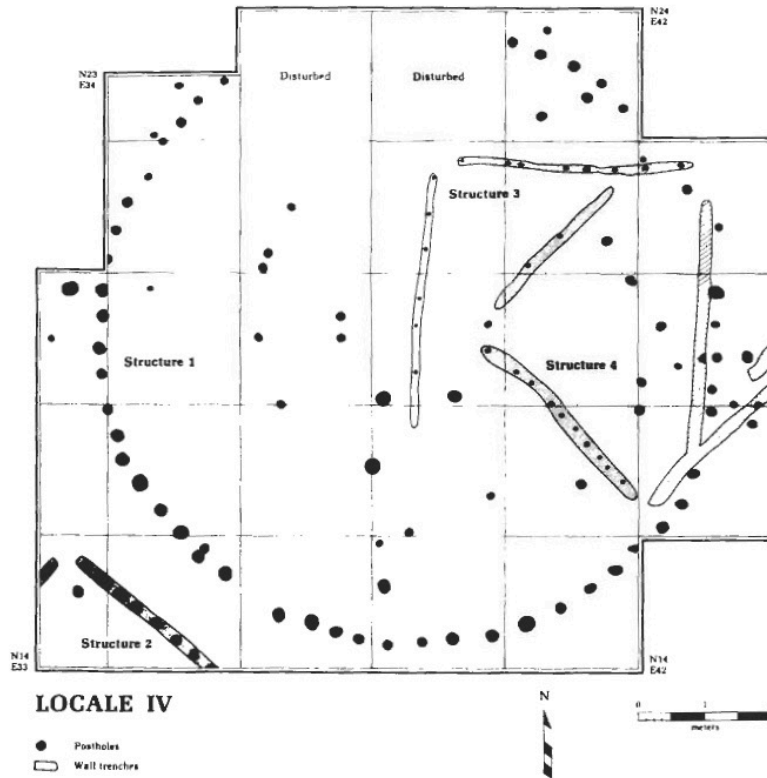 N24
E42
N23
E34
Disturbed
Disturbed
Structure 3
Structure 1
Structure 4
Structure 2
N14
E33
N14
E42
LOCALE IV
Postholes
Wall trenches
N
0 1
meters